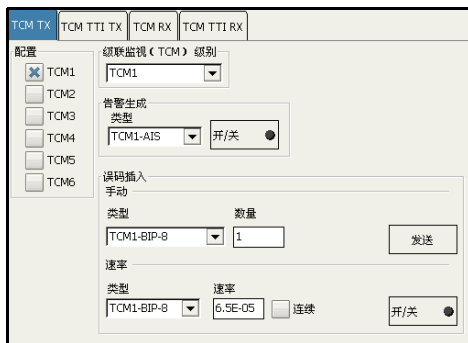 TCM TX
TCM TTI TX
TCM RX
TCM TTI RX
配置
TCM1
TCM2
TCM3
TCM4
TCM5
TCM6
级联监视(TCM) 级别
TCM1
告警生成
类型
TCM1-AIS
开/关
误码插入
手动
类型
数量
TCM1-BIP-8
1
发送
速率
类型
速率
TCM1-BIP-8
6.5E-05
连续
开/关